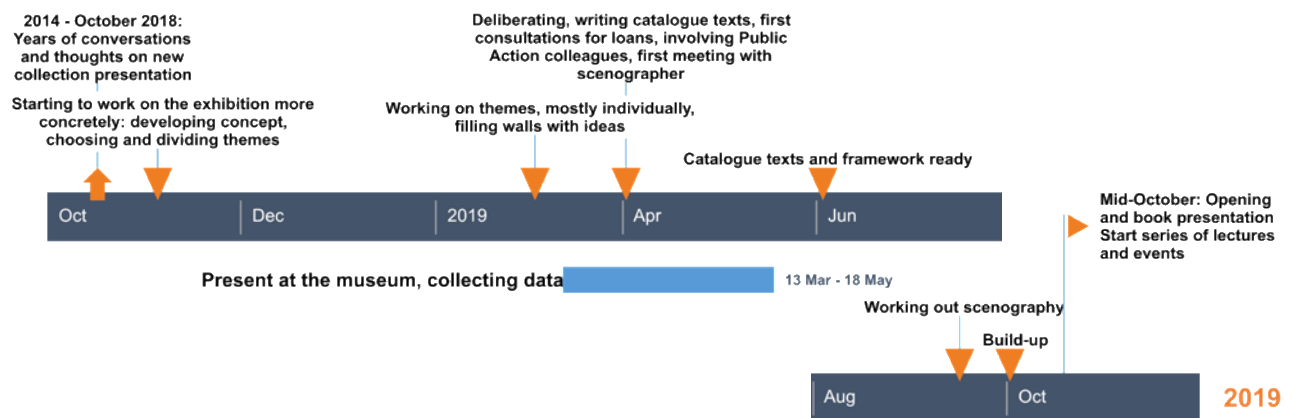 2014 - October 2018:
Years of conversations
and thoughts on new
collection presentation
Starting to work on the exhibition more
concretely: developing concept,
choosing and dividing themes
Deliberating, writing catalogue texts, first
consultations for loans, involving Public
Action colleagues, first meeting with
scenographer
Working on themes, mostly individually,
filling walls with ideas
Catalogue texts and framework ready
Oct
Dec
2019
Apr
Jun
Mid-October: Opening
and book presentation
Start series of lectures
and events
Present at the museum, collecting data
13 Mar - 18 May
Working out scenography
Build-up
Aug
Oct
2019